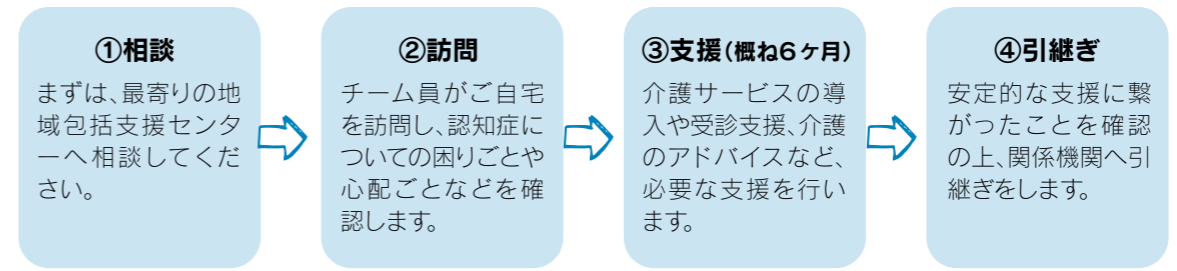 ①相談
まずは、最寄りの地
域包括支援センタ
ーへ相談してくだ
さい。
②訪問
チーム員がご自宅
を訪問し、認知症に
ついての困りごとや
心配ごとなどを確
認します。
③支援(概ね6ヶ月)
介護サービスの導
入や受診支援、介護
のアドバイスなど、
必要な支援を行い
ます。
④引継ぎ
安定的な支援に繋
がったことを確認
の上、関係機関へ引
継ぎをします。